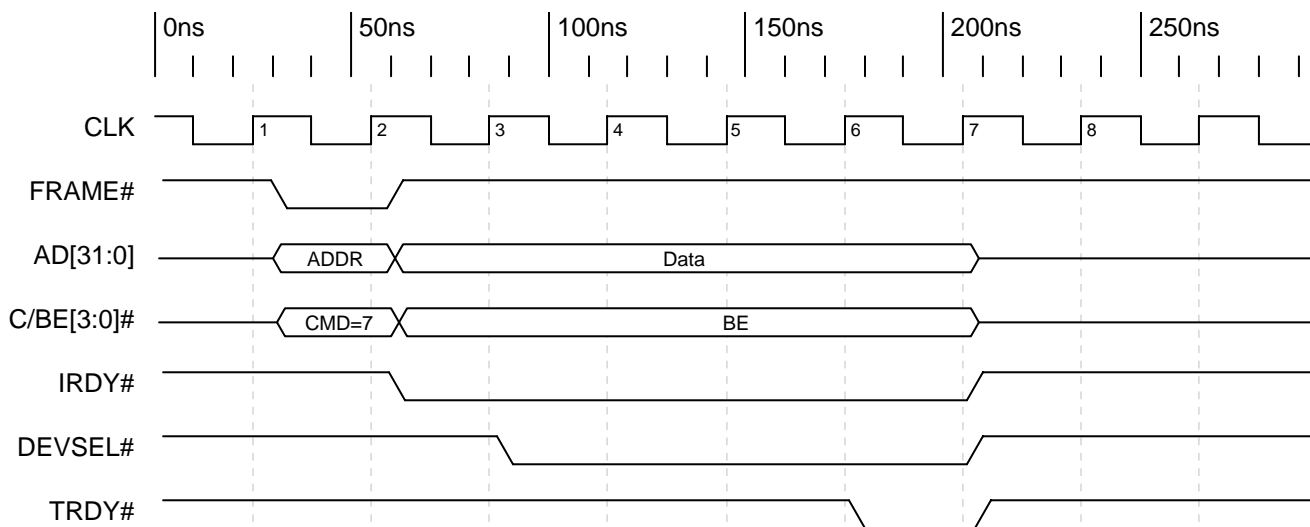 0ns 50ns 100ns 150ns 200ns 250ns
CLK 1 2 3 4 5 6 7 8
FRAME#
AD[31:0] ADDR Data
C/BE[3:0]# CMD=7 BE
IRDY#
DEVSEL#
TRDY#